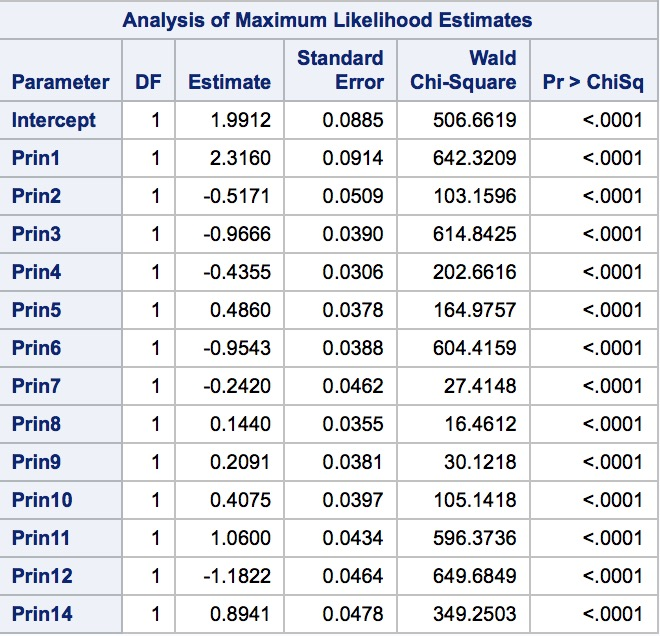 Analysis of Maximum Likelihood Estimates
Parameter DF Estimate Standard Error Wald Chi-Square Pr > ChiSq
Intercept 1 1.9912 0.0885 506.6619 <.0001
Prin1 1 2.3160 0.0914 642.3209 <.0001
Prin2 1 -0.5171 0.0509 103.1596 <.0001
Prin3 1 -0.9666 0.0390 614.8425 <.0001
Prin4 1 -0.4355 0.0306 202.6616 <.0001
Prin5 1 0.4860 0.0378 164.9757 <.0001
Prin6 1 -0.9543 0.0388 604.4159 <.0001
Prin7 1 -0.2420 0.0462 27.4148 <.0001
Prin8 1 0.1440 0.0355 16.4612 <.0001
Prin9 1 0.2091 0.0381 30.1218 <.0001
Prin10 1 0.4075 0.0397 105.1418 <.0001
Prin11 1 1.0600 0.0434 596.3736 <.0001
Prin12 1 -1.1822 0.0464 649.6849 <.0001
Prin14 1 0.8941 0.0478 349.2503 <.0001